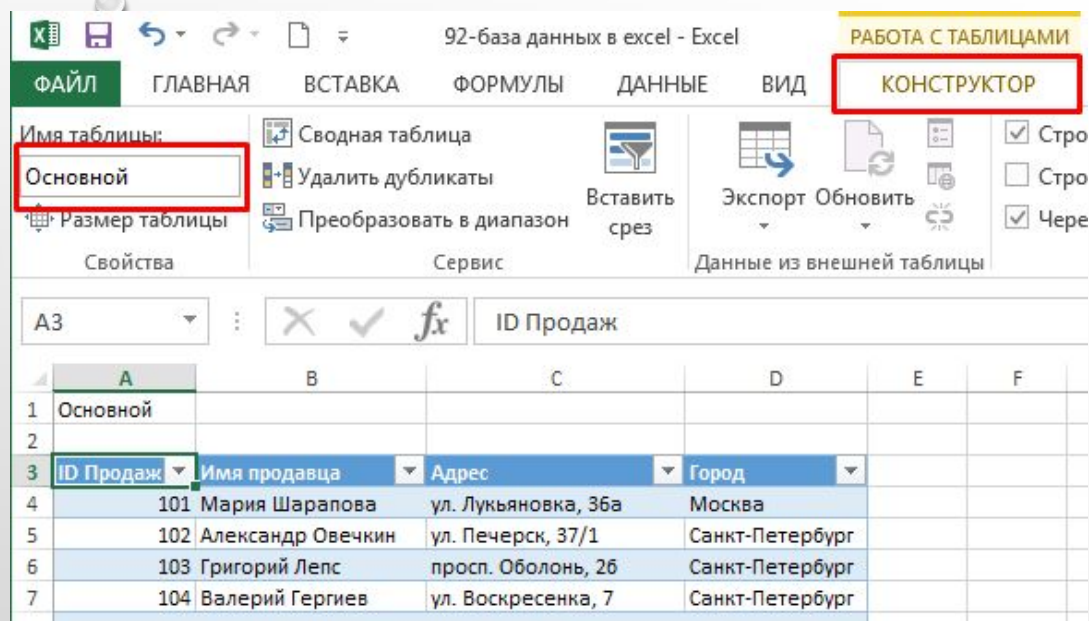 92-база данных в excel - Excel
РАБОТА С ТАБЛИЦАМИ
ФАЙЛ ГЛАВНАЯ ВСТАВКА ФОРМУЛЫ ДАННЫЕ ВИД КОНСТРУКТОР
Имя таблицы:
Основной
Размер таблицы
Свойства
Сводная таблица
Удалить дубликаты
Преобразовать в диапазон
Сервис
Вставить
срез
Экспорт Обновить
Данные из внешней таблицы
Стро
Стро
Чере
A3 fx ID Продаж
A B C D E F
1 Основной
2
3 ID Продаж Имя продавца Адрес Город
4 101 Мария Шарапова ул. Лукьяновка, 36а Москва
5 102 Александр Овечкин ул. Печерск, 37/1 Санкт-Петербург
6 103 Григорий Лепс просп. Оболонь, 2б Санкт-Петербург
7 104 Валерий Гергиев ул. Воскресенка, 7 Санкт-Петербург